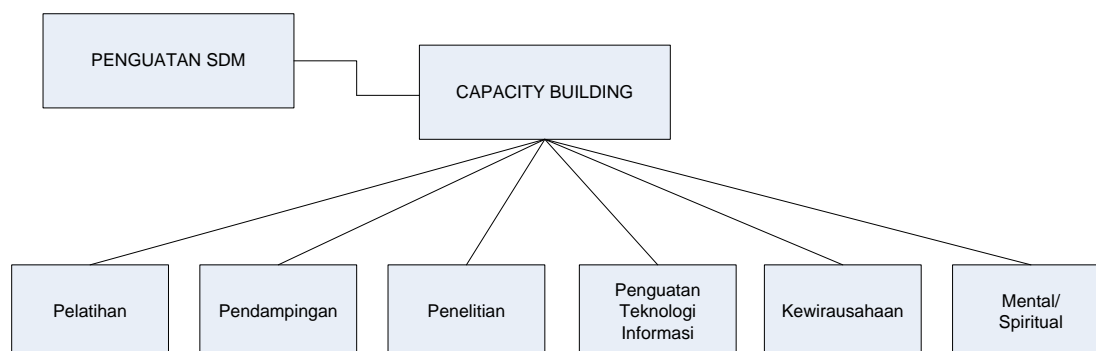 PENGUATAN SDM
CAPACITY BUILDING
Pelatihan
Pendampingan
Penelitian
Penguatan
Teknologi
Informasi
Kewirausahaan
Mental/
Spiritual